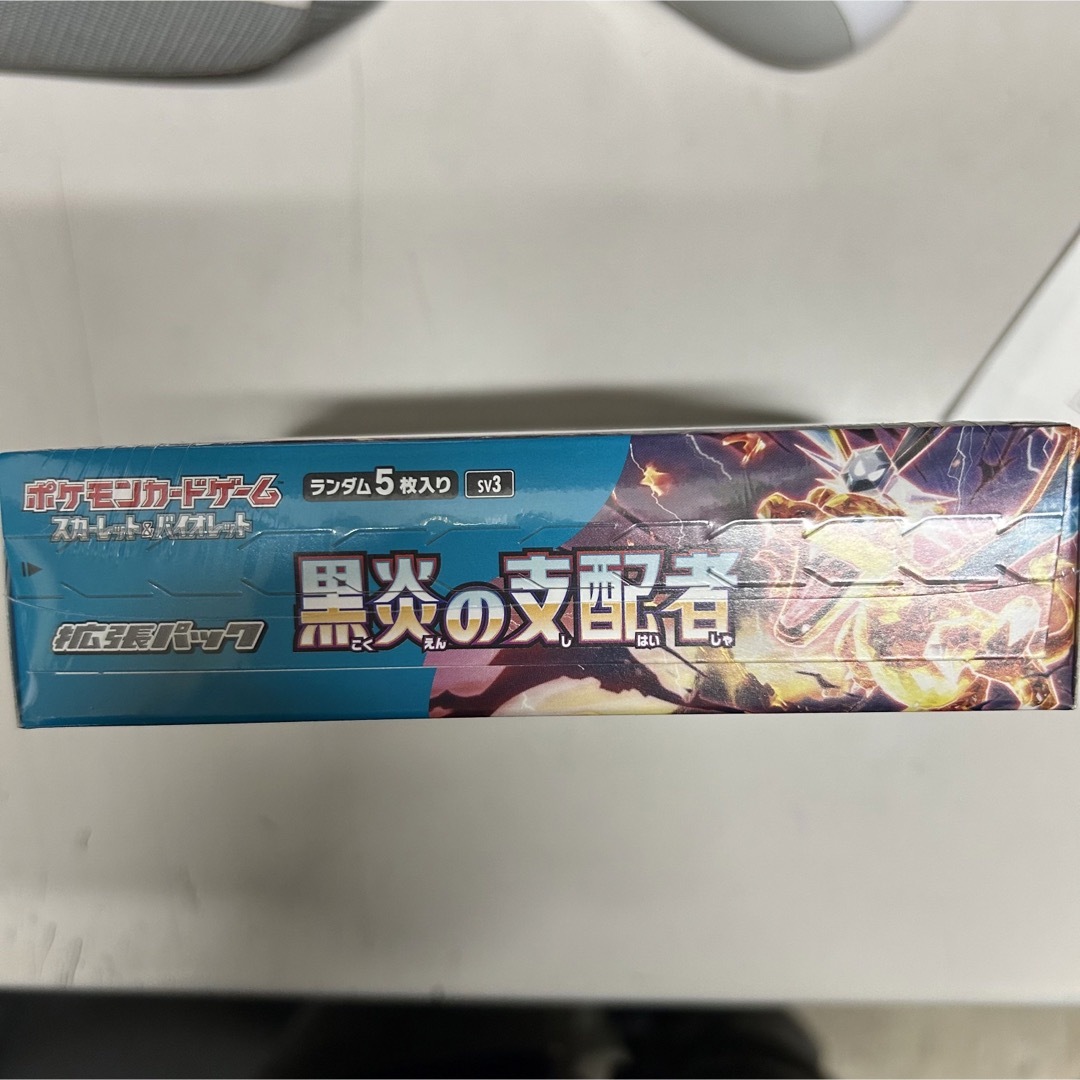 ポケモンカードゲーム
スカーレット&バイオレット
拡張パック
ランダム5枚入り SV3
黒炎の支配者
こくえん し はい しゃ